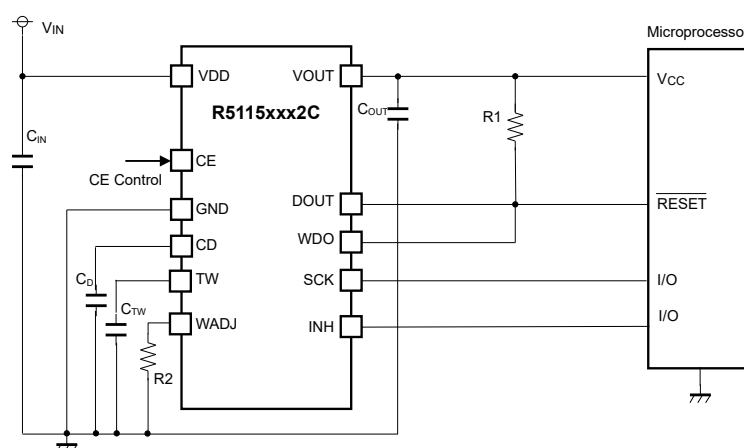 VIN
Microprocesso
VDD
VOUT
VCC
R5115xxx2C
COUT
R1
CIN
CE
CE Control
GND
DOUT
RESET
CD
WDO
CD
TW
SCK
I/O
CTW
WADJ
INH
I/O
R2